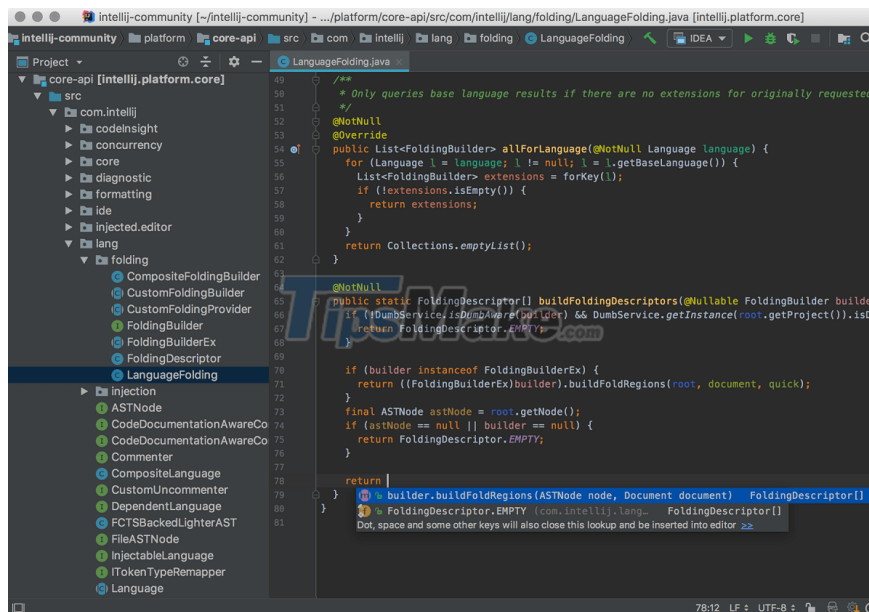 intellij-community [~/intellij-community] - .../platform/core-api/src/com/intellij/lang/folding/LanguageFolding.java [intellij.platform.core]
intellij-community platform core-api src com intellij lang folding LanguageFolding IDEA
Project
LanguageFolding.java
core-api [intellij.platform.core]
src
com.intellij
codeInsight
concurrency
core
diagnostic
formatting
ide
injected.editor
lang
folding
CompositeFoldingBuilder
CustomFoldingBuilder
CustomFoldingProvider
FoldingBuilder
FoldingBuilderEx
FoldingDescriptor
LanguageFolding
injection
ASTNode
CodeDocumentationAwareCo
CodeDocumentationAwareCo
Commenter
CompositeLanguage
CustomUncommenter
DependentLanguage
FCTSBackedLighterAST
FileASTNode
InjectableLanguage
ITokenTypeRemapper
Language
49 /**
50 * Only queries base language results if there are no extensions for originally requested
51 */
52 @NotNull
53 @Override
54 public List<FoldingBuilder> allForLanguage(@NotNull Language language) {
55 for (Language l = language; l != null; l = l.getBaseLanguage()) {
56 List<FoldingBuilder> extensions = forKey(l);
57 if (!extensions.isEmpty()) {
58 return extensions;
59 }
60 }
61 return Collections.emptyList();
62 }
63
64 @NotNull
65 public static FoldingDescriptor[] buildFoldingDescriptors(@Nullable FoldingBuilder builde
66 if (!DumbService.isDumbAware(builder) && DumbService.getInstance(root.getProject()).isD
67 return FoldingDescriptor.EMPTY;
68 }
69
70 if (builder instanceof FoldingBuilderEx) {
71 return ((FoldingBuilderEx)builder).buildFoldRegions(root, document, quick);
72 }
73 final ASTNode astNode = root.getNode();
74 if (astNode == null || builder == null) {
75 return FoldingDescriptor.EMPTY;
76 }
77
78 return
79 }
80 }
81
builder.buildFoldRegions(ASTNode node, Document document) FoldingDescriptor[]
FoldingDescriptor.EMPTY (com.intellij.lang… FoldingDescriptor[]
Dot, space and some other keys will also close this lookup and be inserted into editor >>
TipsMake.com
78:12 LF UTF-8